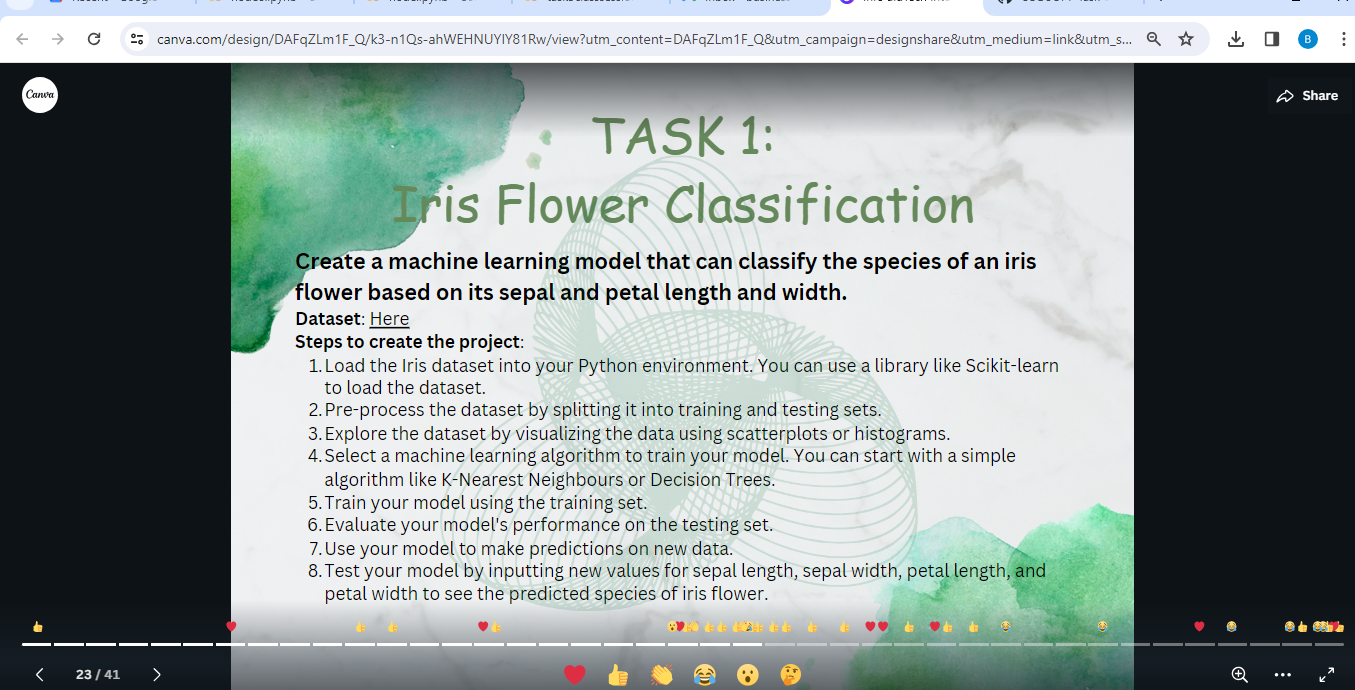 canva.com/design/DAFqZLm1F_Q/k3-n1Qs-ahWEHNUYIY81Rw/view?utm_content=DAFqZLm1F_Q&utm_campaign=designshare&utm_medium=link&utm_s...
B
Canva
Share
TASK 1:
Iris Flower Classification
Create a machine learning model that can classify the species of an iris
flower based on its sepal and petal length and width.
Dataset: Here
Steps to create the project:
1. Load the Iris dataset into your Python environment. You can use a library like Scikit-learn
to load the dataset.
2. Pre-process the dataset by splitting it into training and testing sets.
3. Explore the dataset by visualizing the data using scatterplots or histograms.
4. Select a machine learning algorithm to train your model. You can start with a simple
algorithm like K-Nearest Neighbours or Decision Trees.
5. Train your model using the training set.
6. Evaluate your model's performance on the testing set.
7. Use your model to make predictions on new data.
8. Test your model by inputting new values for sepal length, sepal width, petal length, and
petal width to see the predicted species of iris flower.
23 / 41